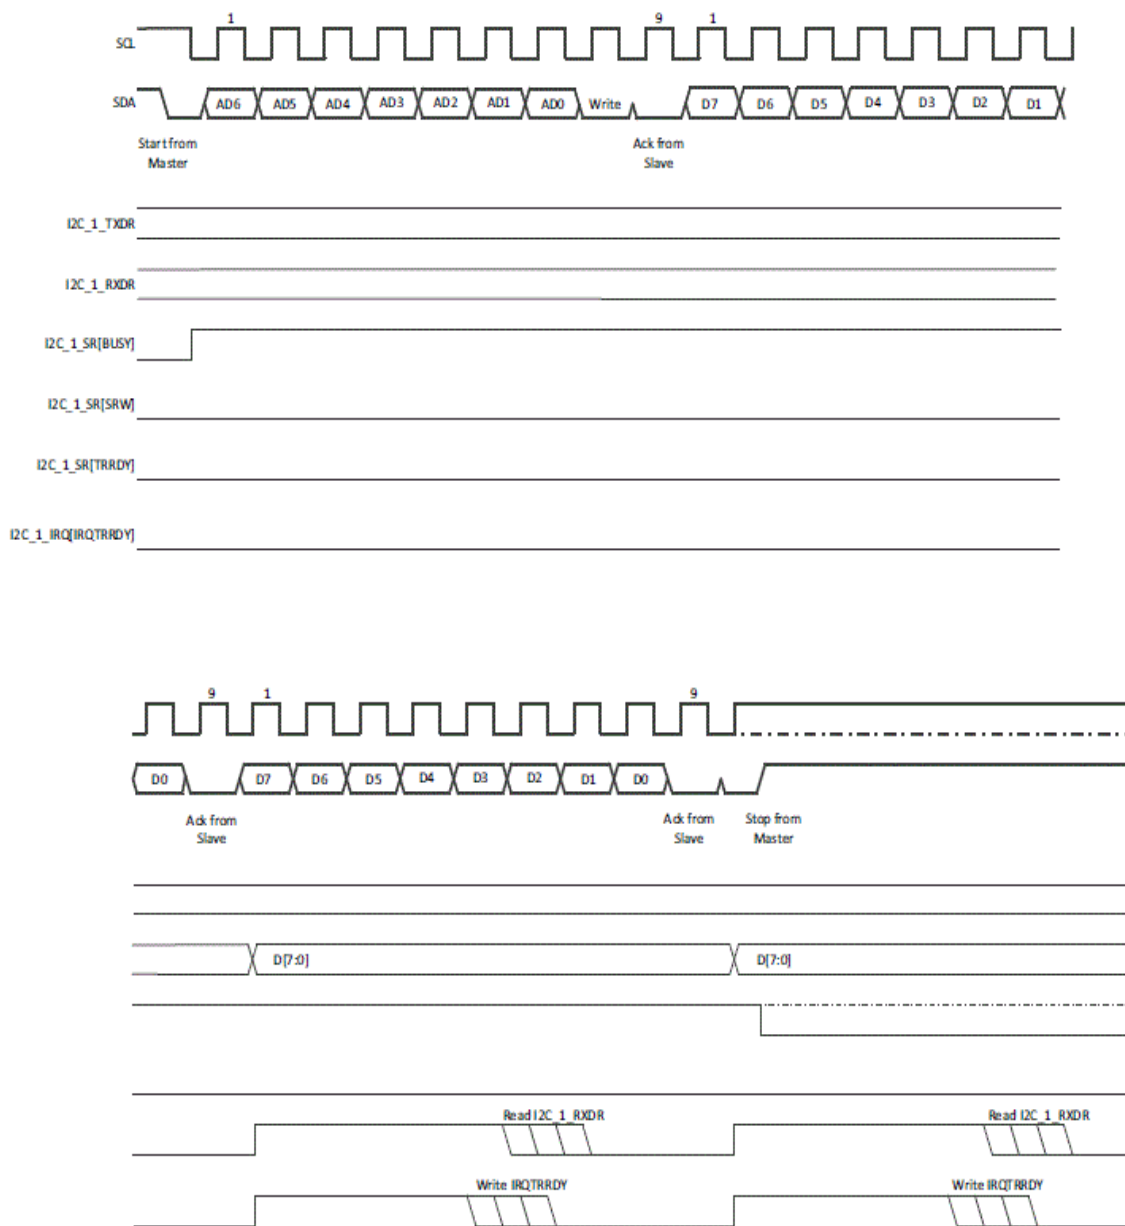 1 9 1
SCL
SDA AD6 AD5 AD4 AD3 AD2 AD1 AD0 Write D7 D6 D5 D4 D3 D2 D1
Start from Ack from
Master Slave
I2C_1_TXDR
I2C_1_RXDR
I2C_1_SR[BUSY]
I2C_1_SR[SRW]
I2C_1_SR[TRRDY]
I2C_1_IRQ[IRQTRRDY]
9 1 9
D0 D7 D6 D5 D4 D3 D2 D1 D0
Ack from Ack from Stop from
Slave Slave Master
D[7:0] D[7:0]
Read I2C_1_RXDR Read I2C_1_RXDR
Write IRQTRRDY Write IRQTRRDY